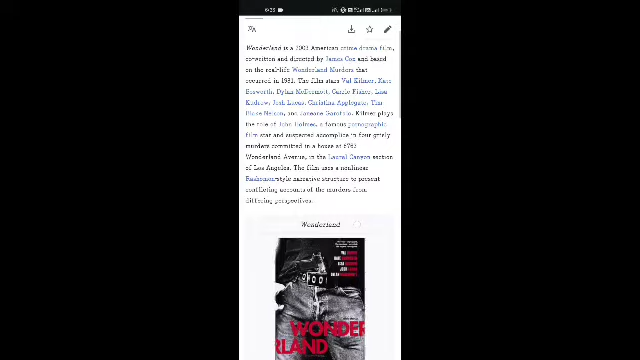 Wonderland is a 2003 American crime drama film,
co-written and directed by James Cox and based
on the real-life Wonderland Murders that
occurred in 1981. The film stars Val Kilmer, Kate
Bosworth, Dylan McDermott, Carrie Fisher, Lisa
Kudrow, Josh Lucas, Christina Applegate, Tim
Blake Nelson, and Janeane Garofalo. Kilmer plays
the role of John Holmes, a famous pornographic
film star and suspected accomplice in four grisly
murders committed in a house at 8763
Wonderland Avenue, in the Laurel Canyon section
of Los Angeles. The film uses a nonlinear
Rashomon-style narrative structure to present
conflicting accounts of the murders from
differing perspectives.
Wonderland
WONDER
RLAND